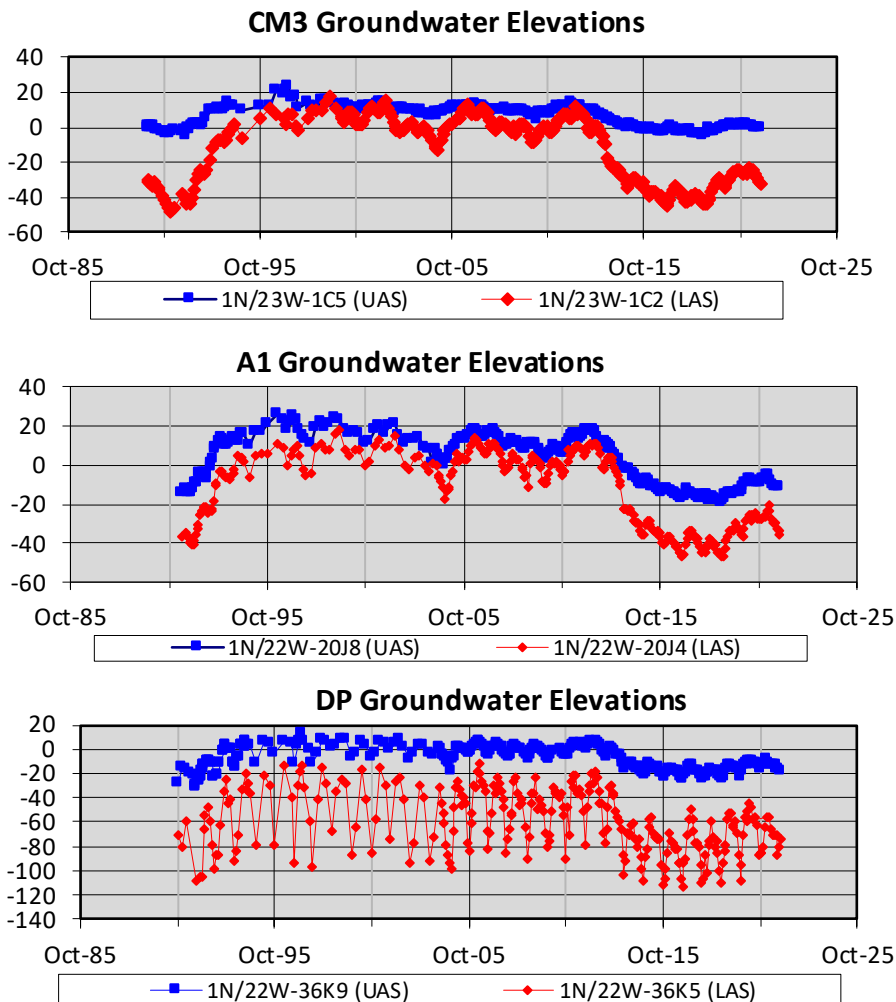 CM3 Groundwater Elevations
40
20
0
-20
-40
-60
Oct-85 Oct-95 Oct-05 Oct-15 Oct-25
1N/23W-1C5 (UAS) 1N/23W-1C2 (LAS)
A1 Groundwater Elevations
40
20
0
-20
-40
-60
Oct-85 Oct-95 Oct-05 Oct-15 Oct-25
1N/22W-20J8 (UAS) 1N/22W-20J4 (LAS)
DP Groundwater Elevations
20
0
-20
-40
-60
-80
-100
-120
-140
Oct-85 Oct-95 Oct-05 Oct-15 Oct-25
1N/22W-36K9 (UAS) 1N/22W-36K5 (LAS)